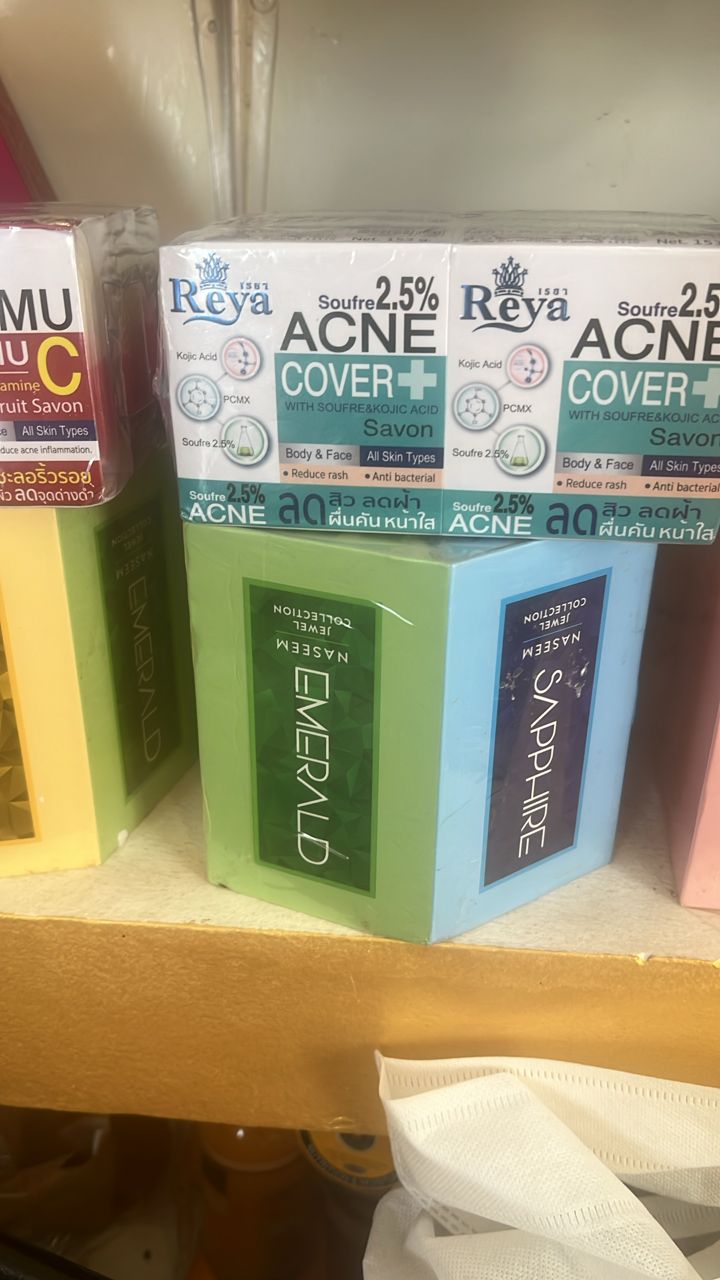 MU
C
Fruit Savon
All Skin Types
reduce acne inflammation.
Reya
เรยา
Soufre 2.5%
ACNE
COVER+
WITH SOUFRE&KOJIC ACID
Savon
Kojic Acid
PCMX
Soufre 2.5%
Body & Face
All Skin Types
• Reduce rash
• Anti bacterial
Soufre 2.5%
ACNE
ลด สิว ลดฝ้า
ผื่นคัน หน้าใส
Reya
เรยา
Soufre 2.5
ACNE
COVER+
WITH SOUFRE&KOJIC AC
Savon
Kojic Acid
PCMX
Soufre 2.5%
Body & Face
All Skin Types
• Reduce rash
• Anti bacterial
Soufre 2.5%
ACNE
ลด สิว ลดฝ้า
ผื่นคัน หน้าใส
EMERALD
NASEEM
JEWEL
COLLECTION
EMERALD
NASEEM
JEWEL
COLLECTION
SAPPHIRE
NASEEM
JEWEL
COLLECTION